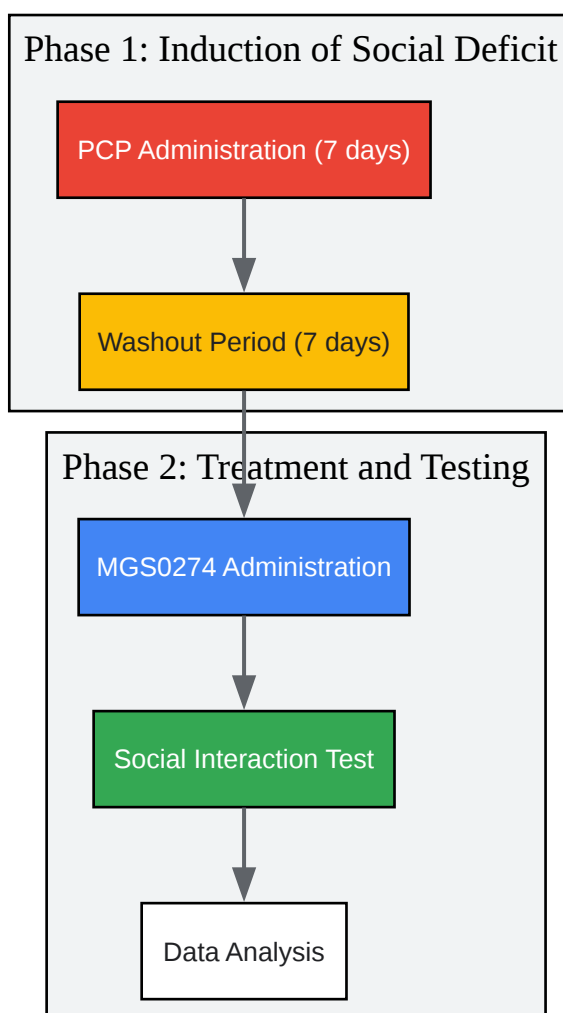 Phase 1: Induction of Social Deficit
PCP Administration (7 days)
Washout Period (7 days)
Phase 2: Treatment and Testing
MGS0274 Administration
Social Interaction Test
Data Analysis